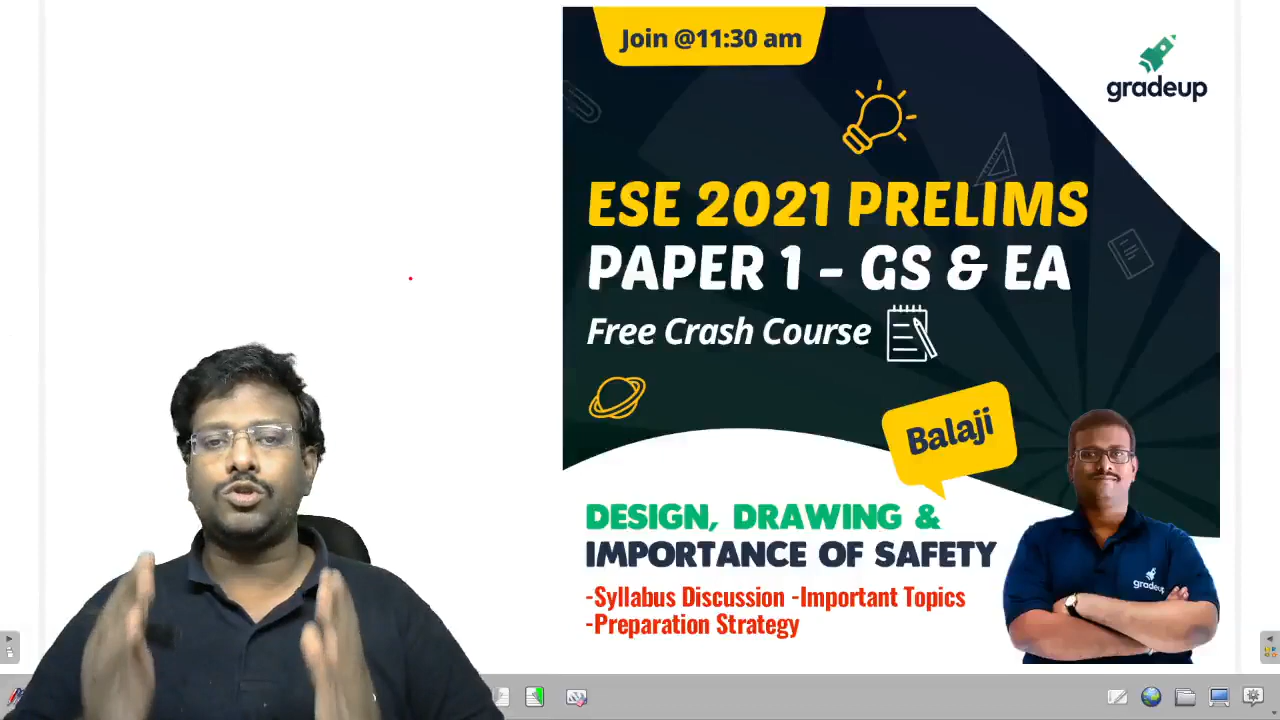 Join @11:30 am
gradeup
ESE 2021 PRELIMS
PAPER 1 - GS & EA
Free Crash Course
Balaji
DESIGN, DRAWING &
IMPORTANCE OF SAFETY
-Syllabus Discussion -Important Topics
-Preparation Strategy
gradeup